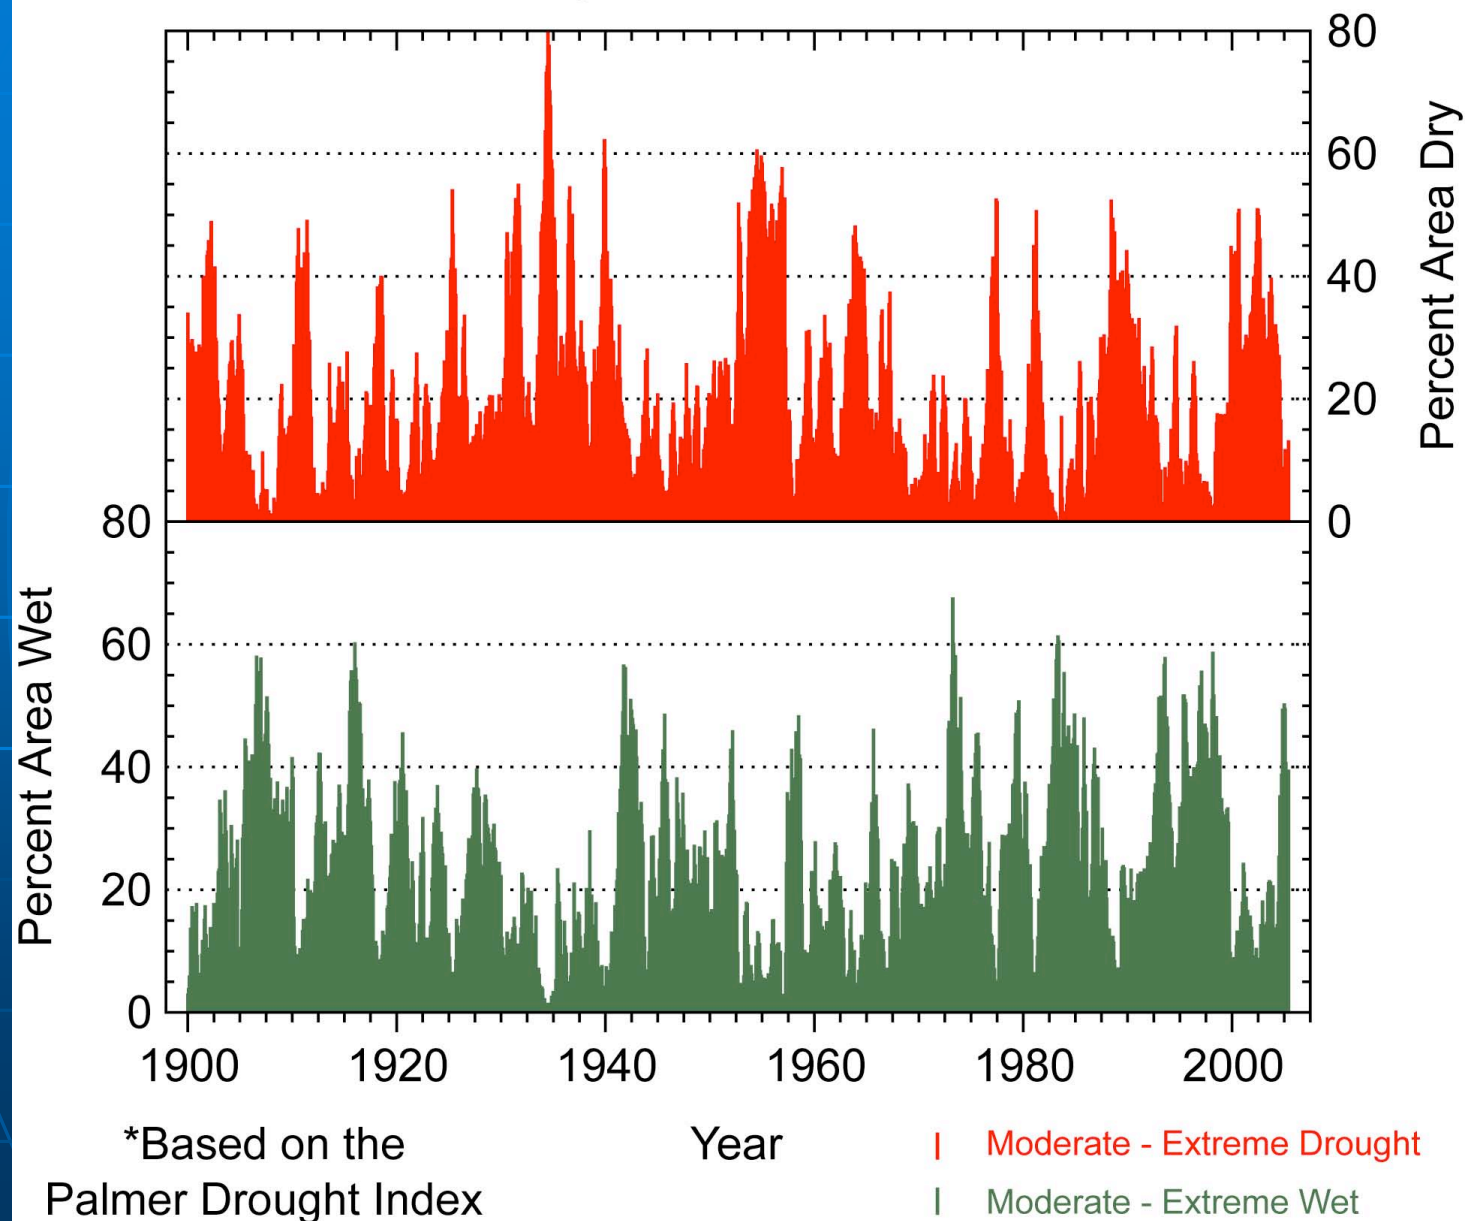 80
60
40
20
0
Percent Area Dry
80
60
40
20
0
Percent Area Wet
1900 1920 1940 1960 1980 2000
Year
*Based on the
Palmer Drought Index
Moderate - Extreme Drought
Moderate - Extreme Wet